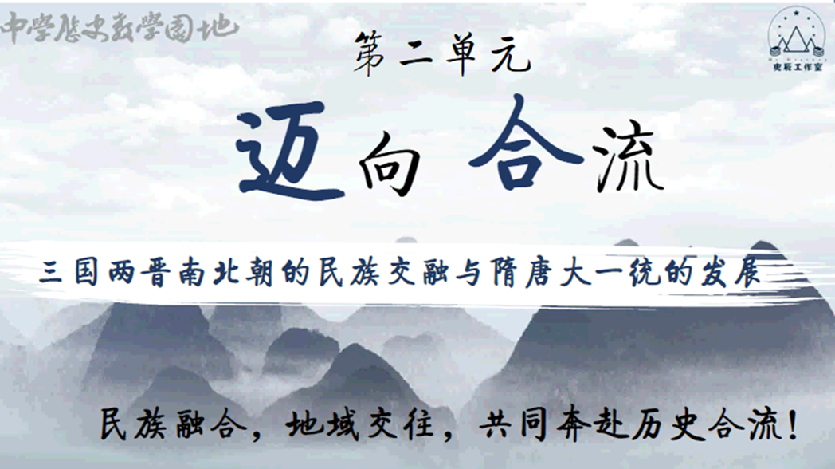 中学历史教学园地
史莊工作室
第二单元
迈向合流
三国两晋南北朝的民族交融与隋唐大一统的发展
民族融合，地域交往，共同奔赴历史合流！